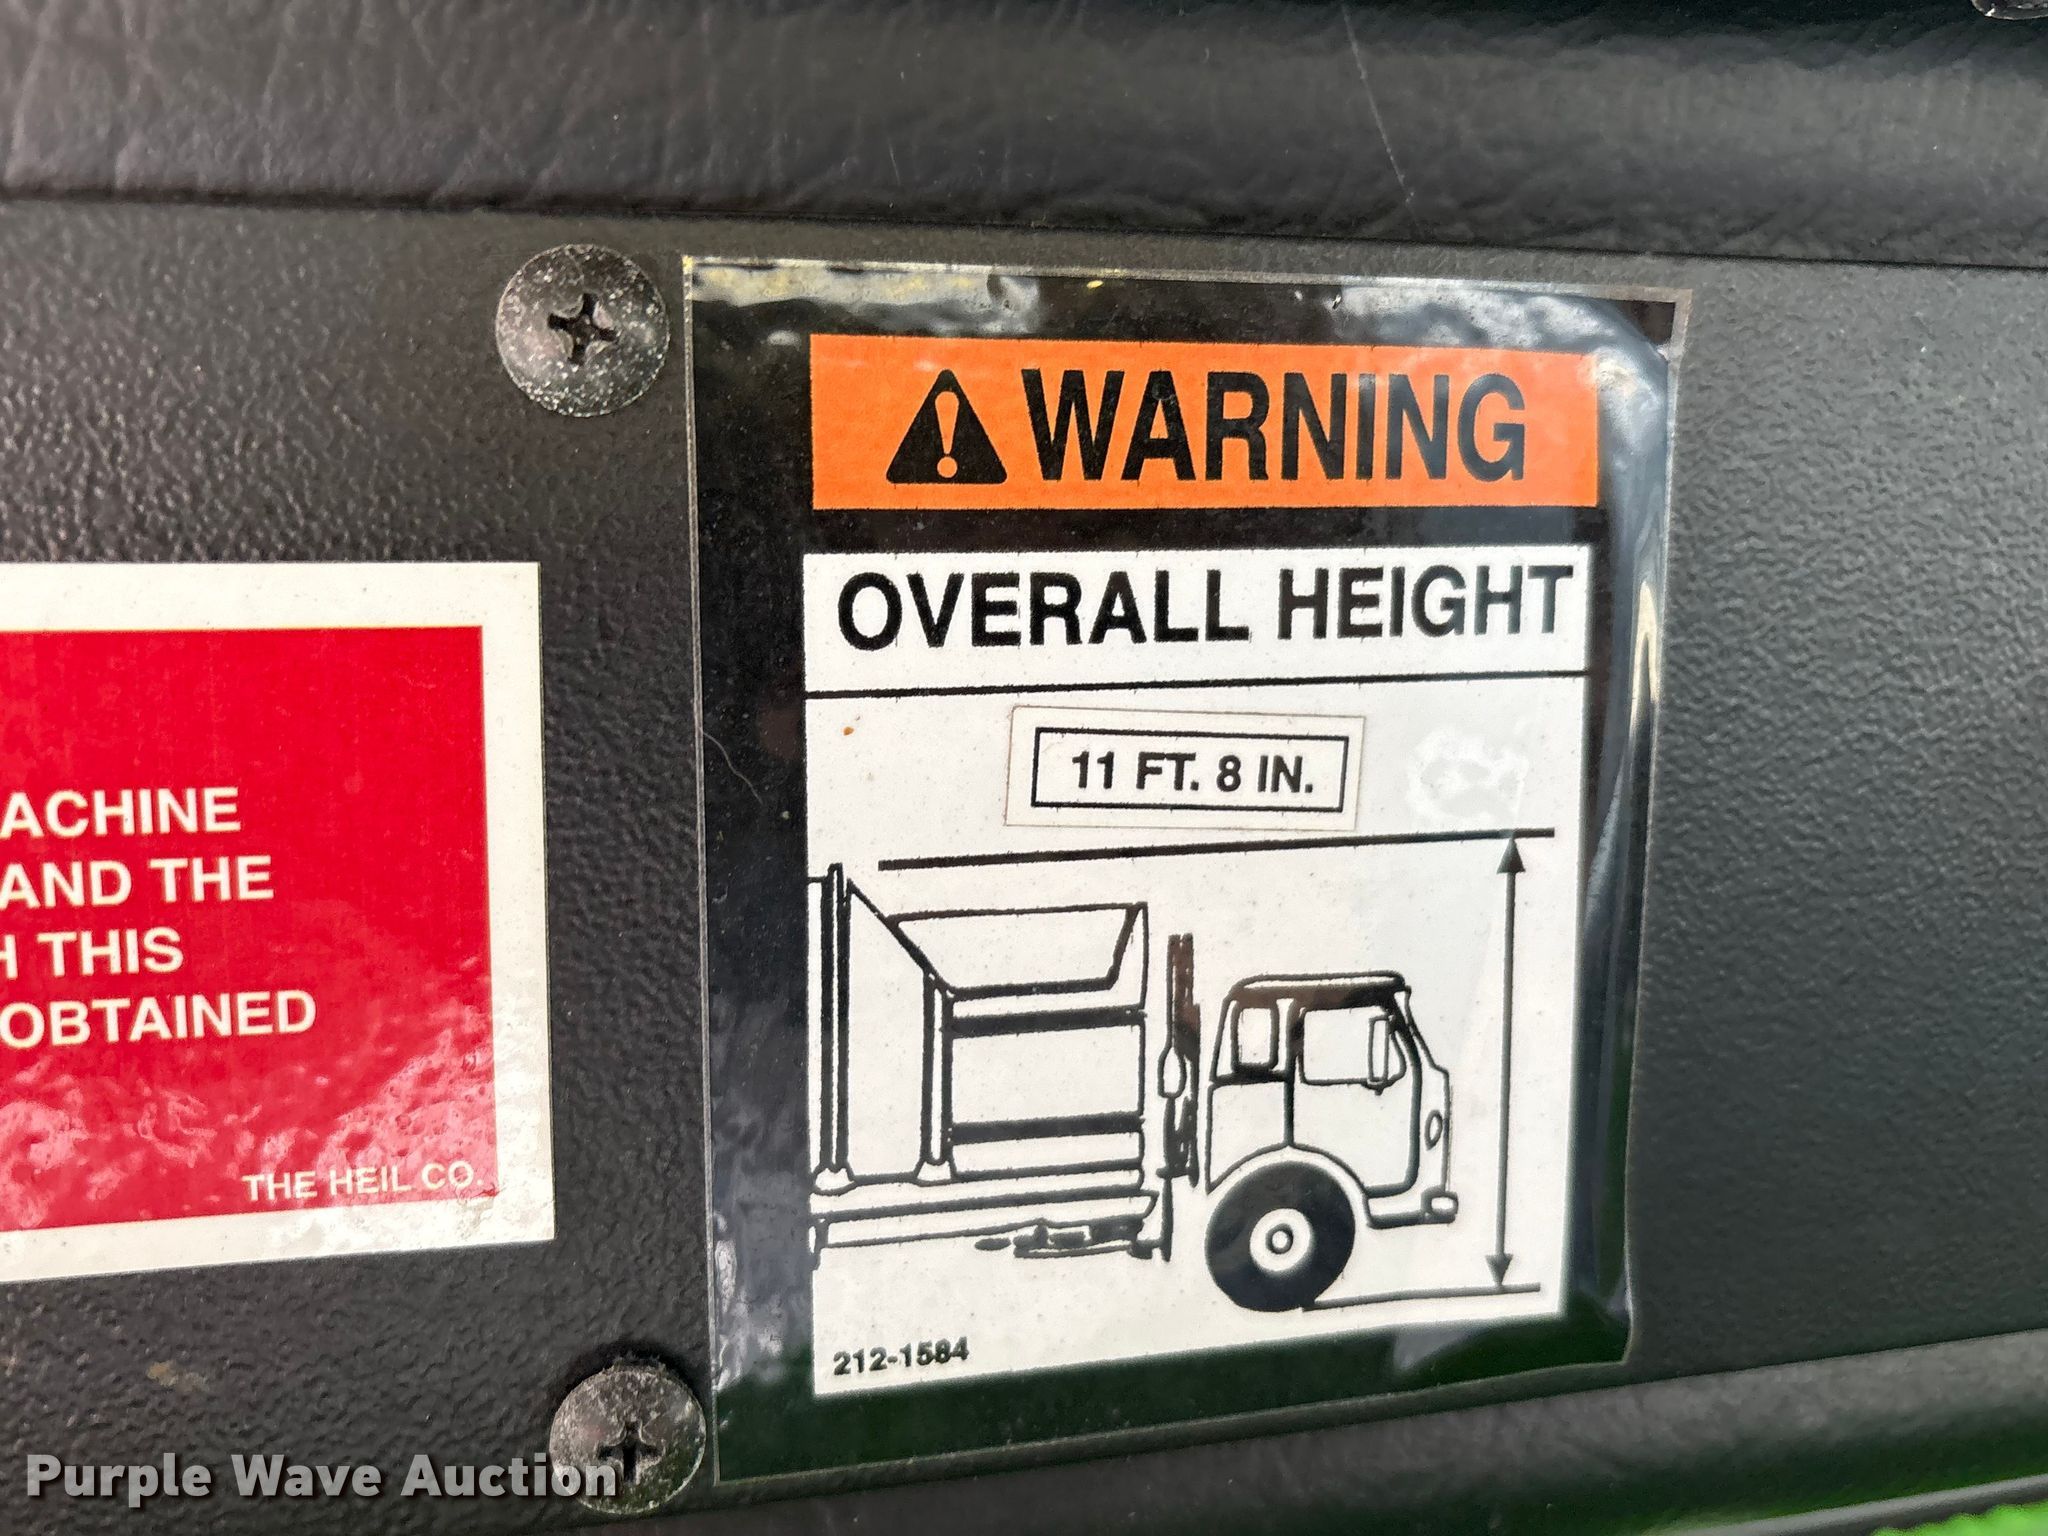 WARNING
OVERALL HEIGHT
11 FT. 8 IN.
212-1584
ACHINE
AND THE
H THIS
OBTAINED
THE HEIL CO.
Purple Wave Auction